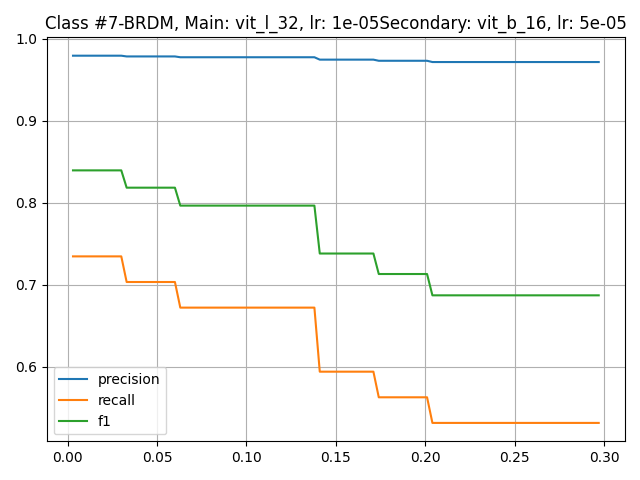 Class #7-BRDM, Main: vit_l_32, lr: 1e-05Secondary: vit_b_16, lr: 5e-05
1.0
0.9
0.8
0.7
0.6
precision
recall
f1
0.00 0.05 0.10 0.15 0.20 0.25 0.30